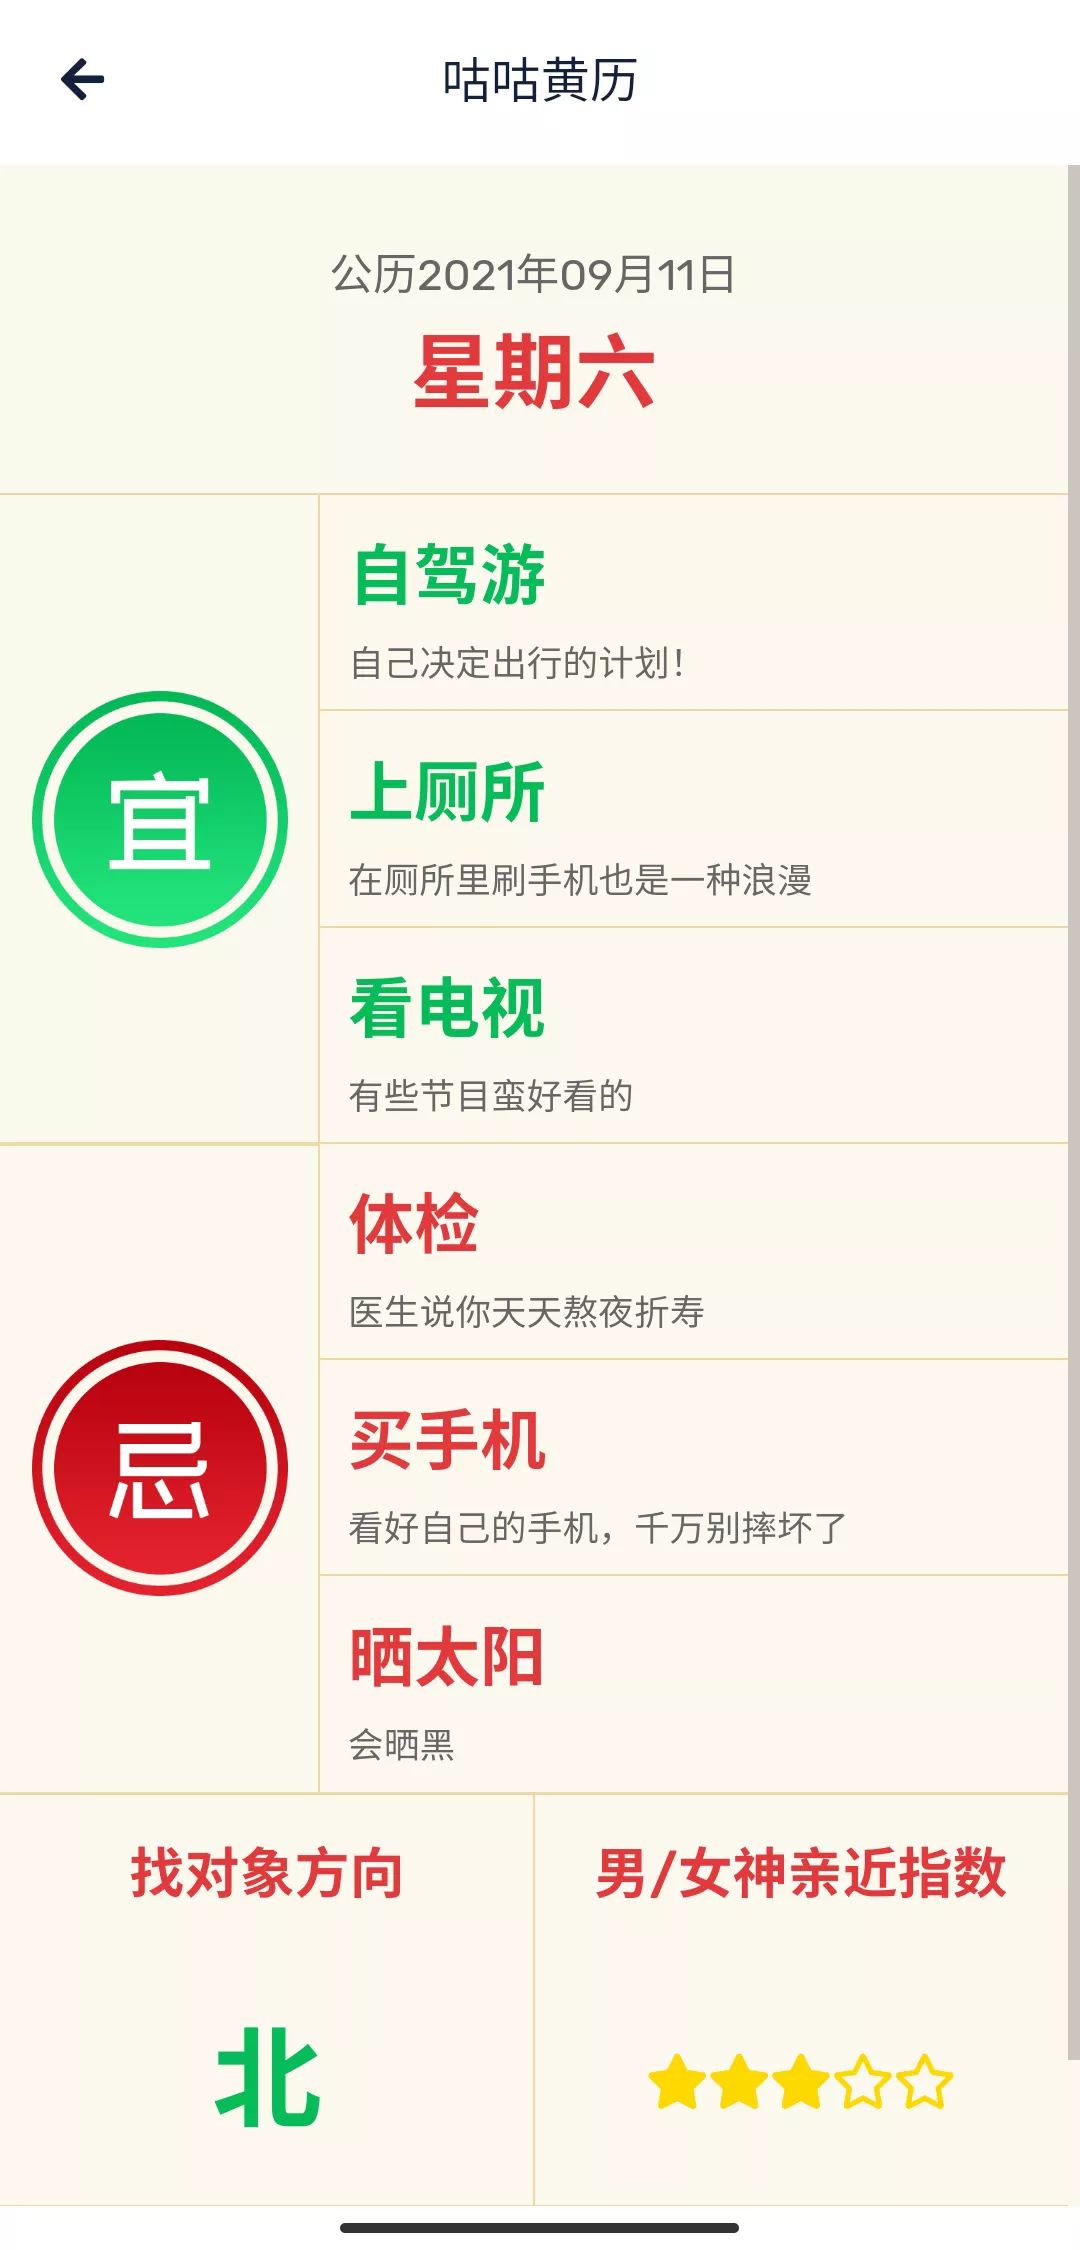 咕咕黄历
公历2021年09月11日
星期六
宜
自驾游
自己决定出行的计划！
上厕所
在厕所里刷手机也是一种浪漫
看电视
有些节目蛮好看的
忌
体检
医生说你天天熬夜折寿
买手机
看好自己的手机，千万别摔坏了
晒太阳
会晒黑
找对象方向
北
男/女神亲近指数